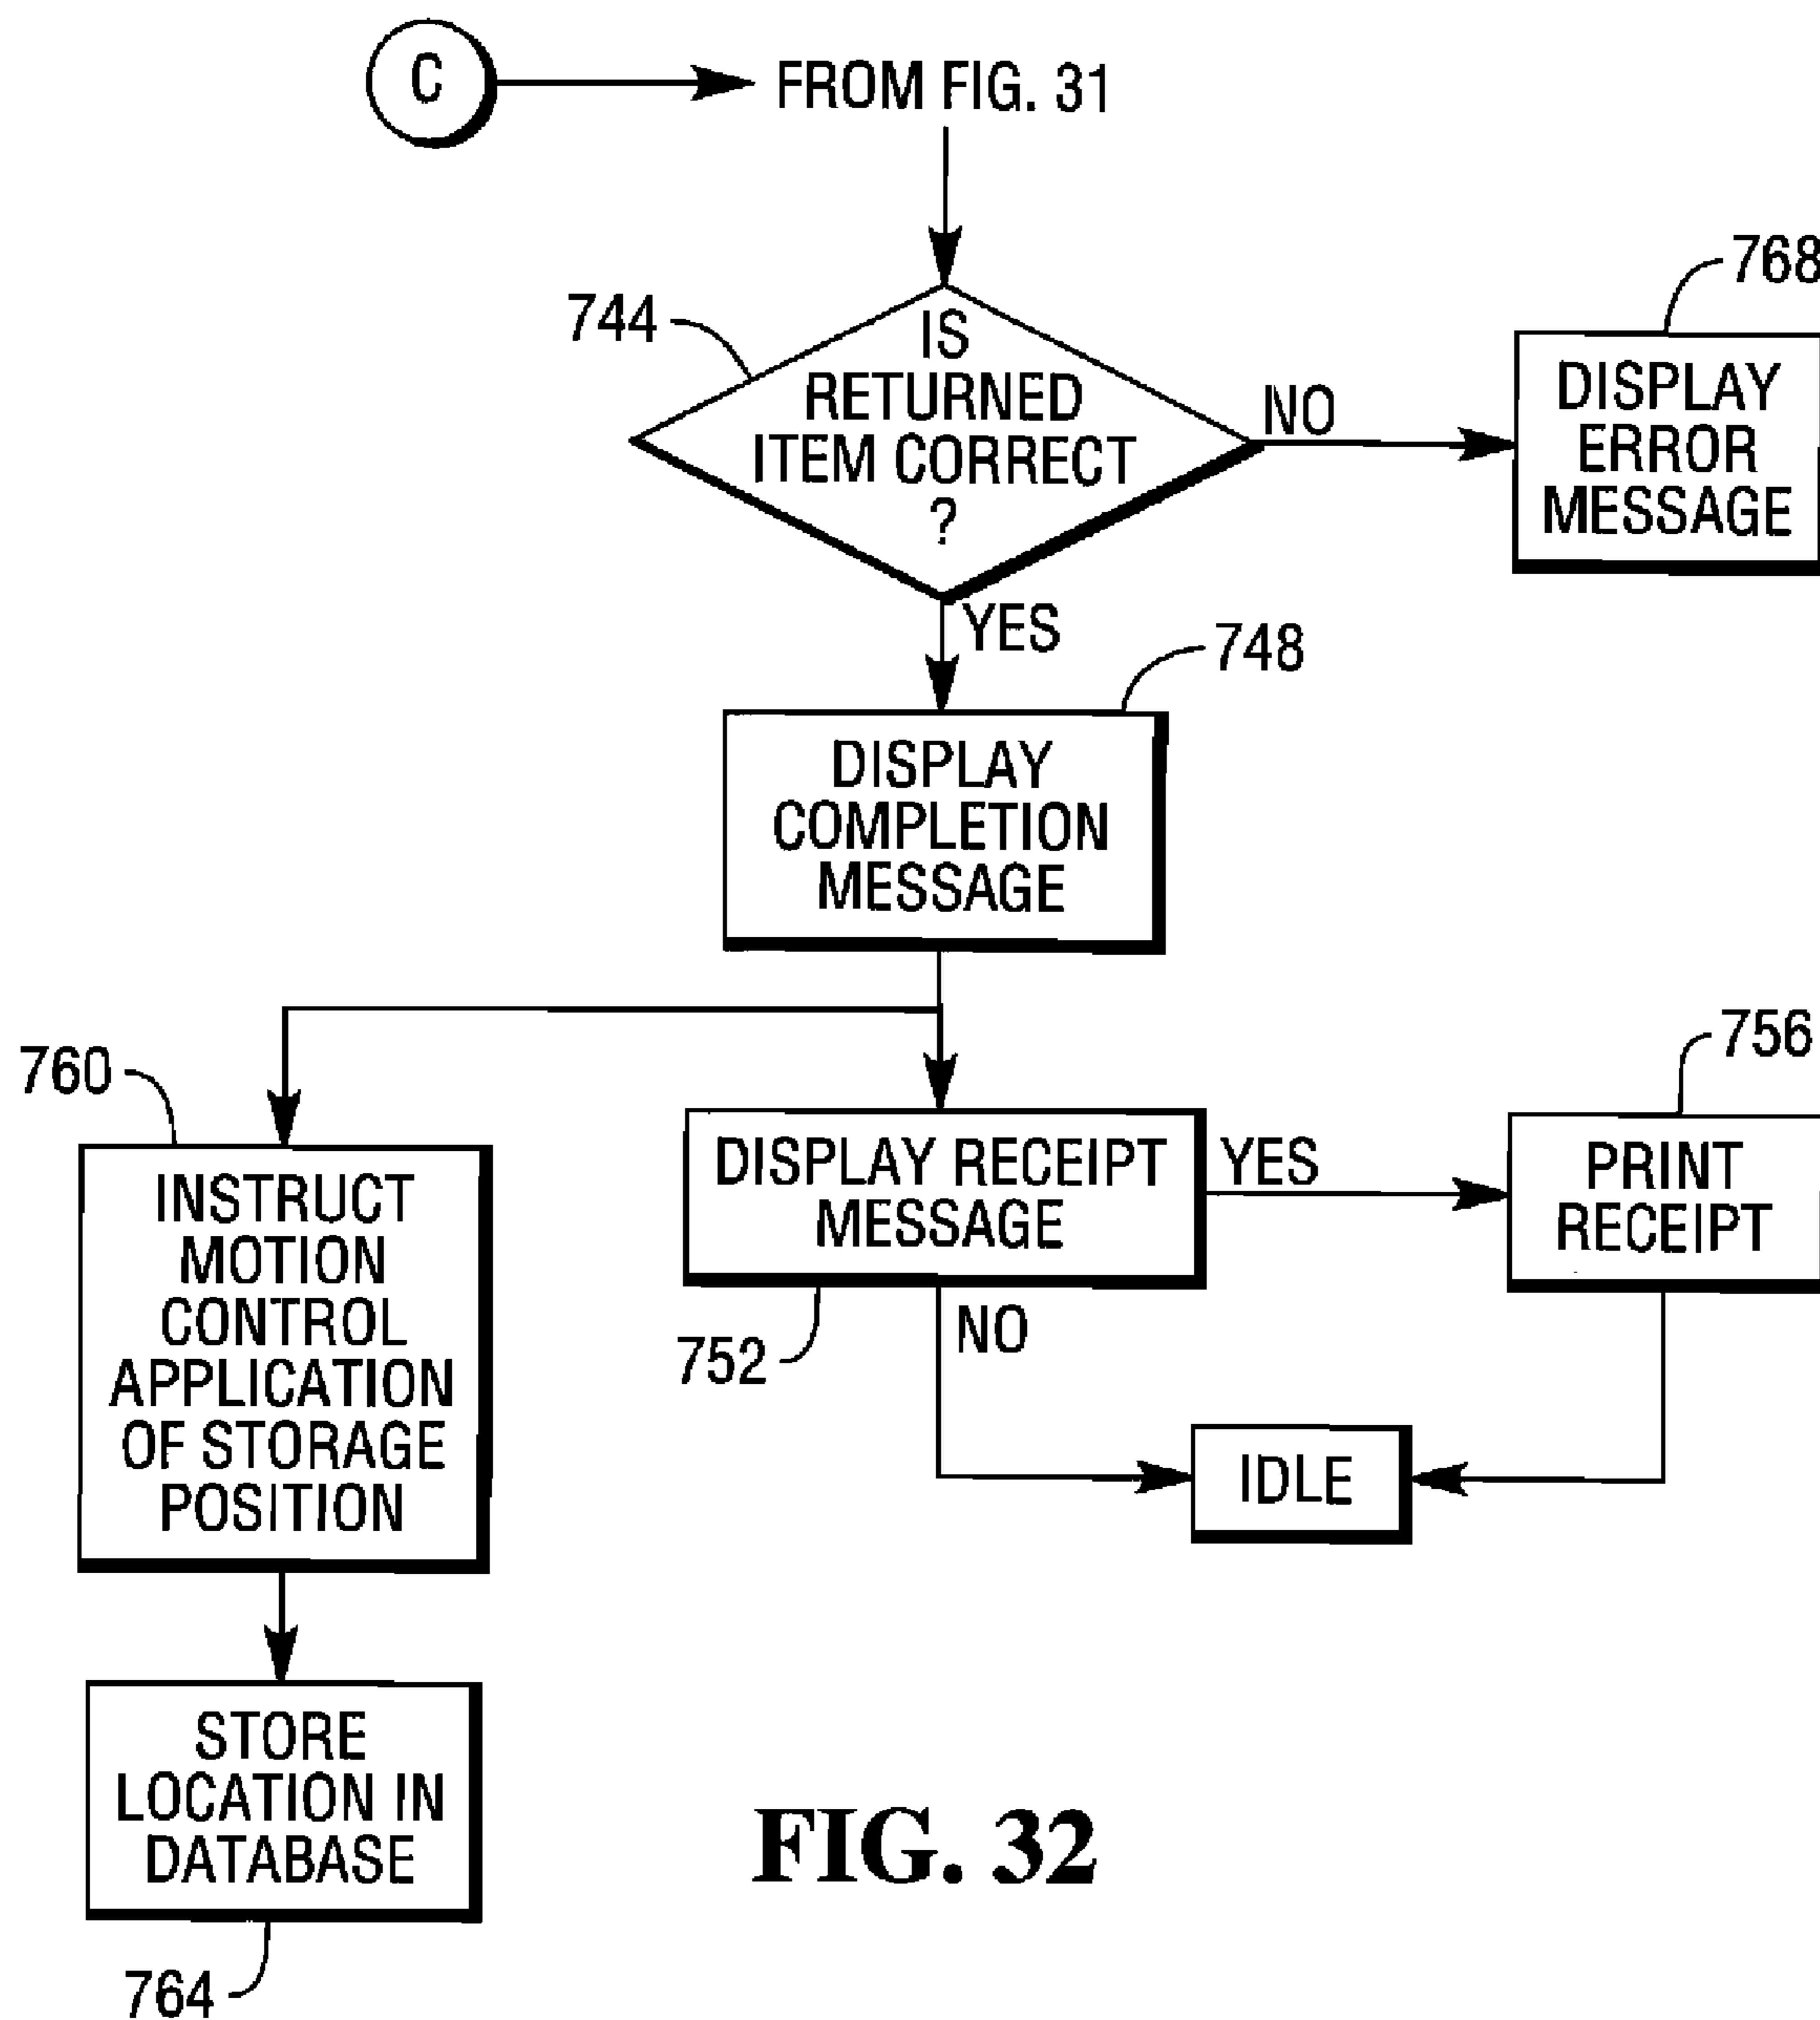 C
FROM FIG. 31
744
IS
RETURNED
ITEM CORRECT
?
NO
768
DISPLAY
ERROR
MESSAGE
YES
748
DISPLAY
COMPLETION
MESSAGE
760
INSTRUCT
MOTION
CONTROL
APPLICATION
OF STORAGE
POSITION
DISPLAY RECEIPT
MESSAGE
752
YES
756
PRINT
RECEIPT
NO
IDLE
STORE
LOCATION IN
DATABASE
764
FIG. 32